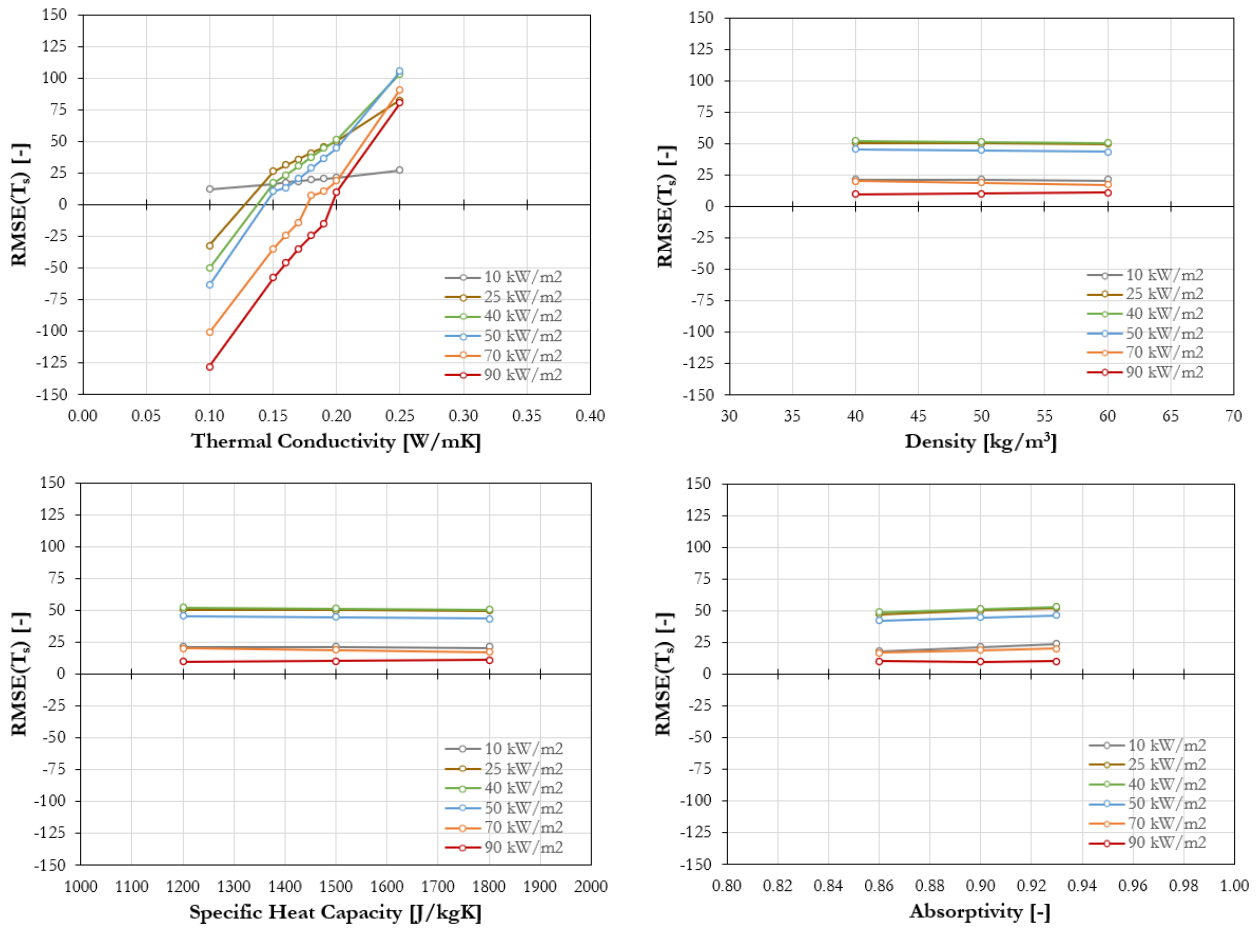 150
125
100
75
50
25
0
-25
-50
-75
-100
-125
-150
RMSE(Tₛ) [-]
0.00 0.05 0.10 0.15 0.20 0.25 0.30 0.35 0.40
Thermal Conductivity [W/mK]
10 kW/m2
25 kW/m2
40 kW/m2
50 kW/m2
70 kW/m2
90 kW/m2
150
125
100
75
50
25
0
-25
-50
-75
-100
-125
-150
RMSE(Tₛ) [-]
30 35 40 45 50 55 60 65 70
Density [kg/m³]
10 kW/m2
25 kW/m2
40 kW/m2
50 kW/m2
70 kW/m2
90 kW/m2
150
125
100
75
50
25
0
-25
-50
-75
-100
-125
-150
RMSE(Tₛ) [-]
1000 1100 1200 1300 1400 1500 1600 1700 1800 1900 2000
Specific Heat Capacity [J/kgK]
10 kW/m2
25 kW/m2
40 kW/m2
50 kW/m2
70 kW/m2
90 kW/m2
150
125
100
75
50
25
0
-25
-50
-75
-100
-125
-150
RMSE(Tₛ) [-]
0.80 0.82 0.84 0.86 0.88 0.90 0.92 0.94 0.96 0.98 1.00
Absorptivity [-]
10 kW/m2
25 kW/m2
40 kW/m2
50 kW/m2
70 kW/m2
90 kW/m2